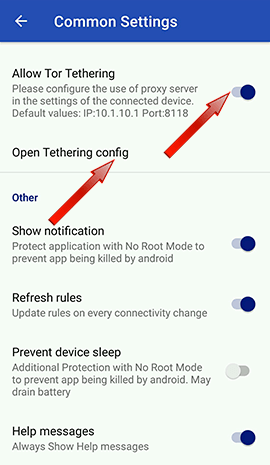 Common Settings
Allow Tor Tethering
Please configure the use of proxy server
in the settings of the connected device.
Default values: IP:10.1.10.1 Port:8118
Open Tethering config
Other
Show notification
Protect application with No Root Mode to
prevent app being killed by android
Refresh rules
Update rules on every connectivity change
Prevent device sleep
Additional Protection with No Root Mode
to prevent app being killed by android. May
drain battery
Help messages
Always Show Help messages